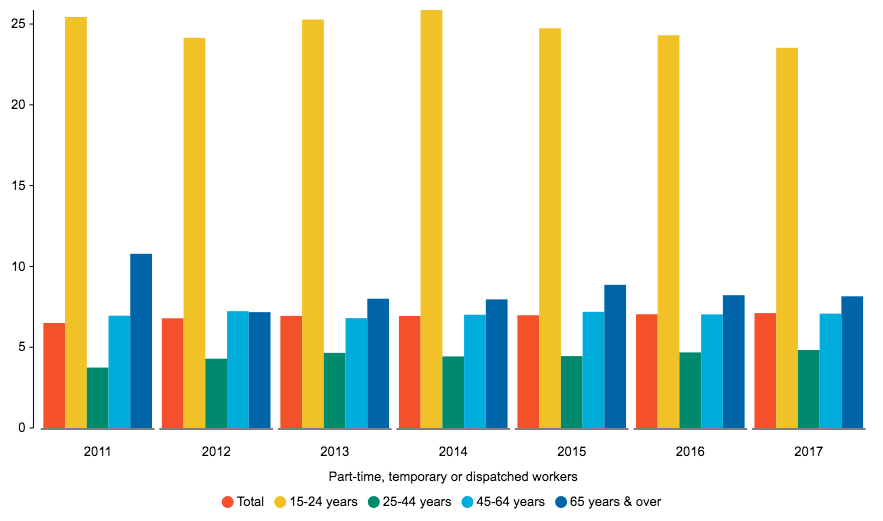 25
20
15
10
5
0
2011 2012 2013 2014 2015 2016 2017
Part-time, temporary or dispatched workers
Total 15-24 years 25-44 years 45-64 years 65 years & over